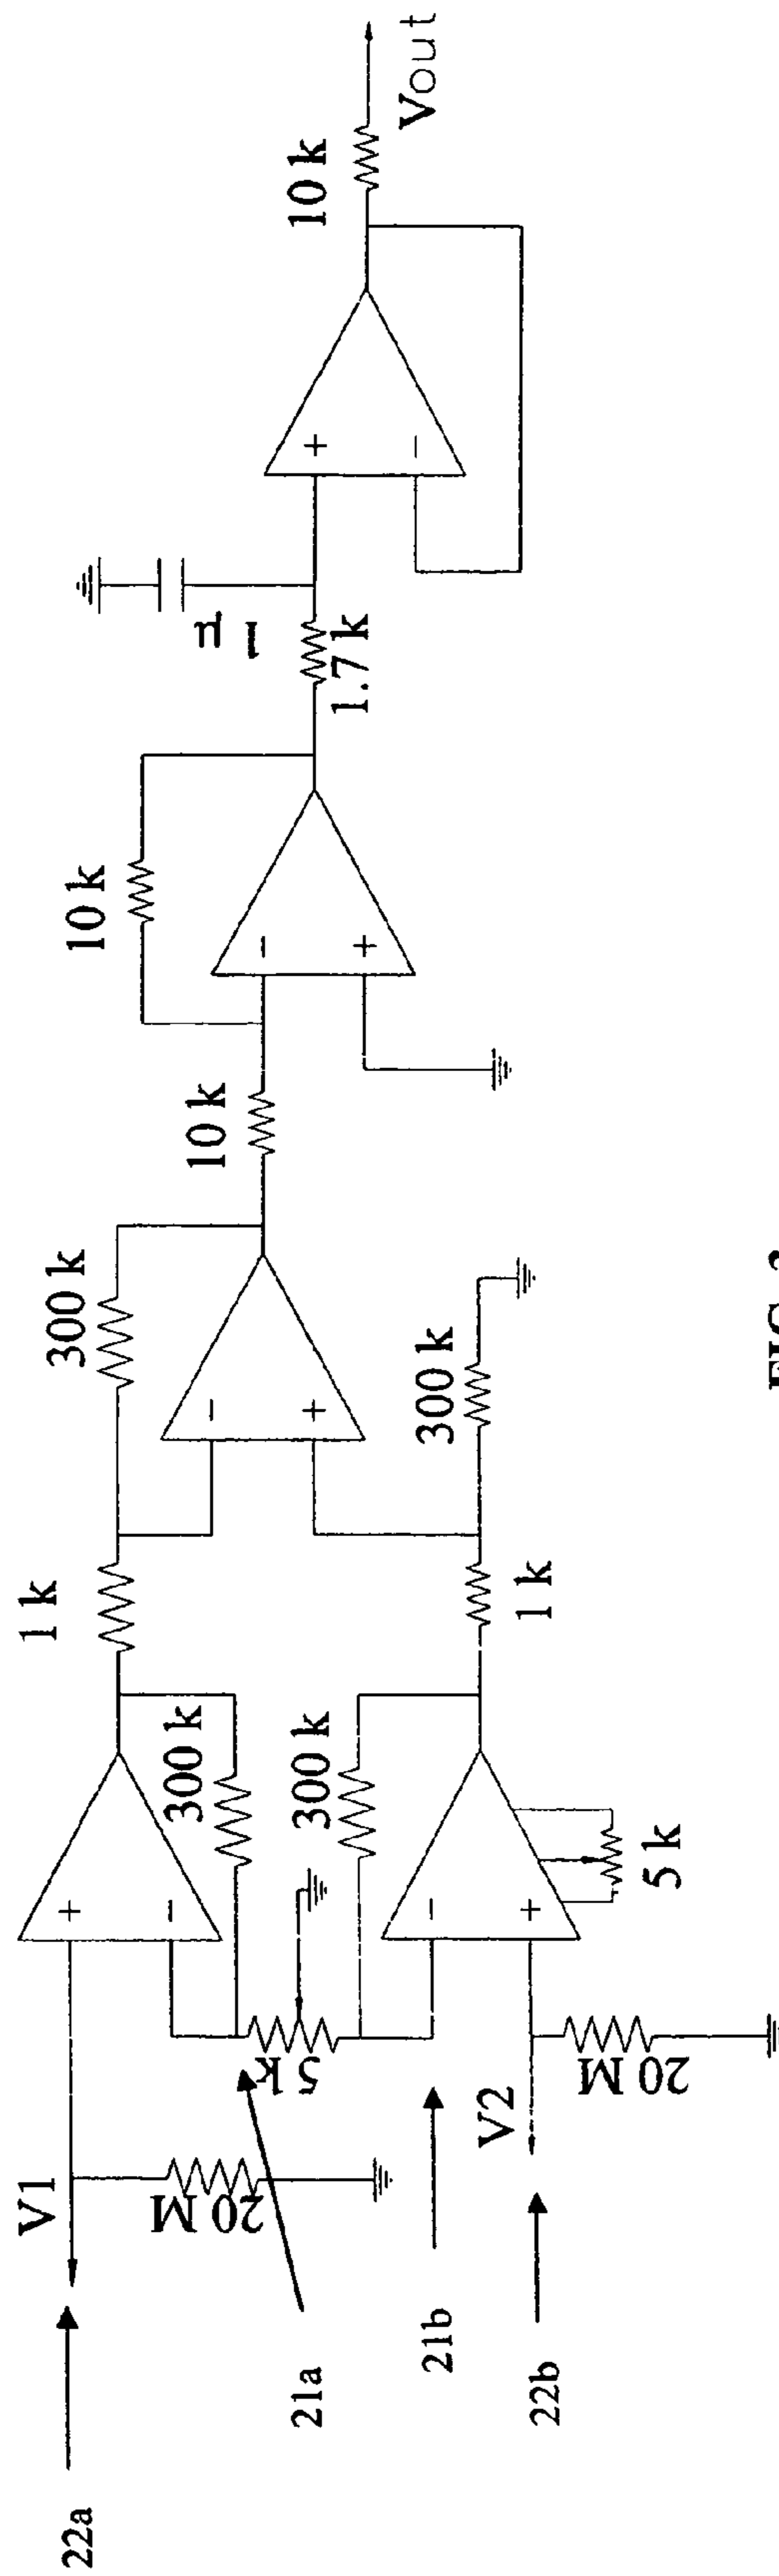 22a
V1
20 M
21a
5 k
300 k
1 k
300 k
10 k
10 k
1 μ
1.7 k
10 k
Vout
+
-
21b
300 k
-
+
5 k
1 k
300 k
-
+
-
+
+
-
22b
V2
20 M